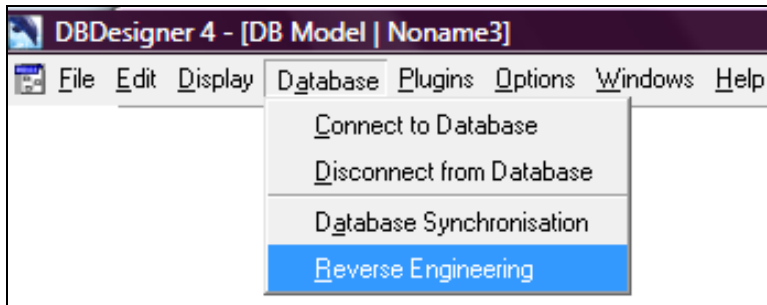 DBDesigner 4 - [DB Model | Noname3]
File Edit Display Database Plugins Options Windows Help
Connect to Database
Disconnect from Database
Database Synchronisation
Reverse Engineering